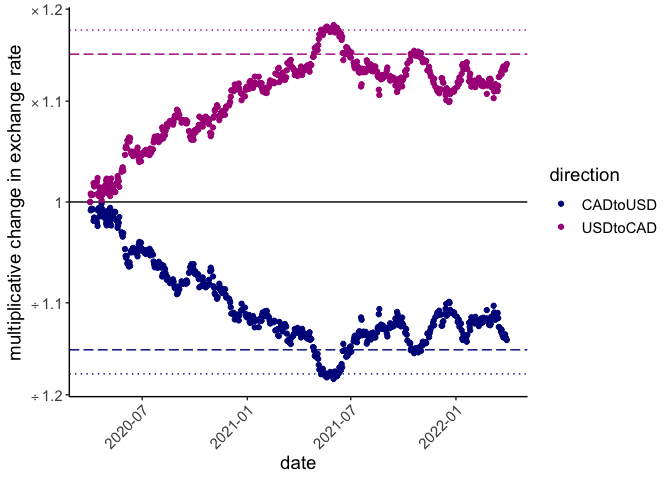 ×1.2
×1.1
1
÷1.1
÷1.2
multiplicative change in exchange rate
2020-07
2021-01
2021-07
2022-01
date
direction
CADtoUSD
USDtoCAD